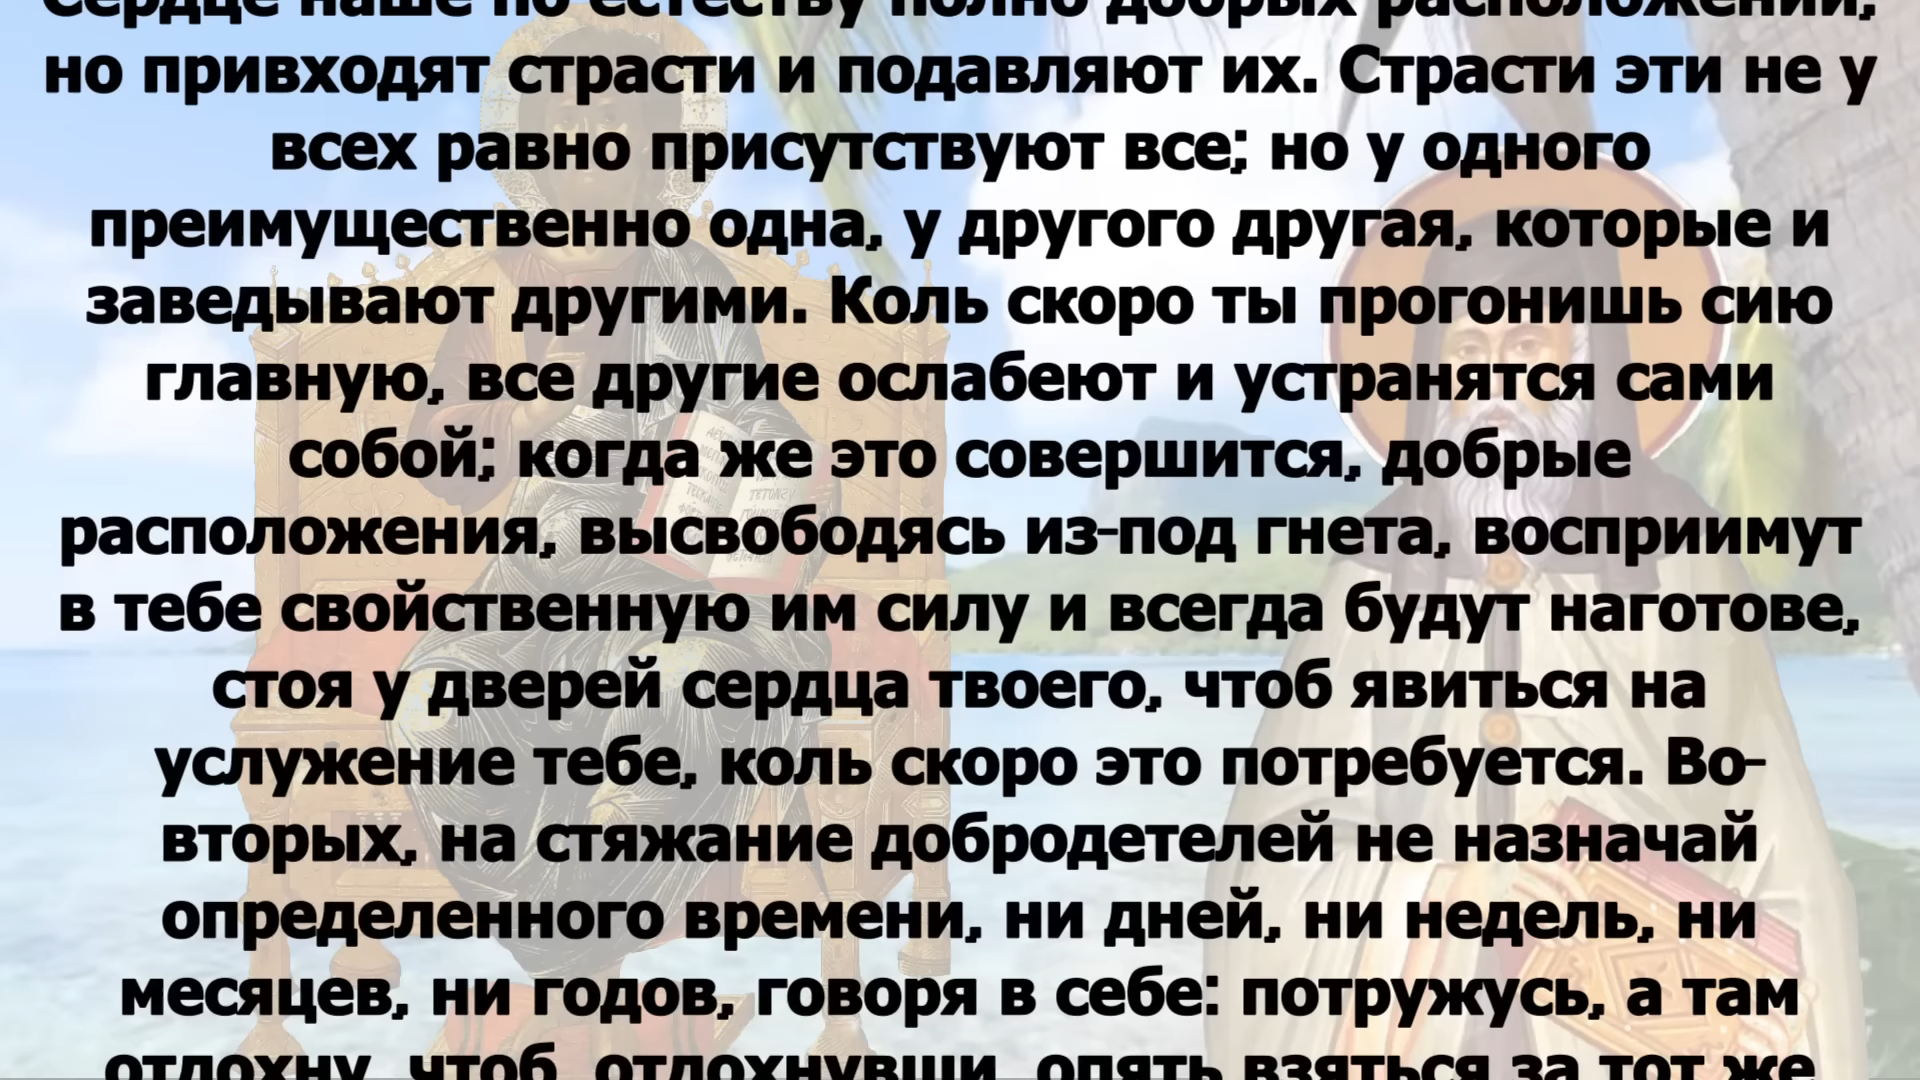 Сердце наше по естеству полно добрых расположений,
но привходят страсти и подавляют их. Страсти эти не у
всех равно присутствуют все; но у одного
преимущественно одна, у другого другая, которые и
заведывают другими. Коль скоро ты прогонишь сию
главную, все другие ослабеют и устранятся сами
собой; когда же это совершится, добрые
расположения, высвободясь из-под гнета, восприимут
в тебе свойственную им силу и всегда будут наготове,
стоя у дверей сердца твоего, чтоб явиться на
услужение тебе, коль скоро это потребуется. Во-
вторых, на стяжание добродетелей не назначай
определенного времени, ни дней, ни недель, ни
месяцев, ни годов, говоря в себе: потружусь, а там
отдохну, чтоб, отдохнувши, опять взяться за тот же